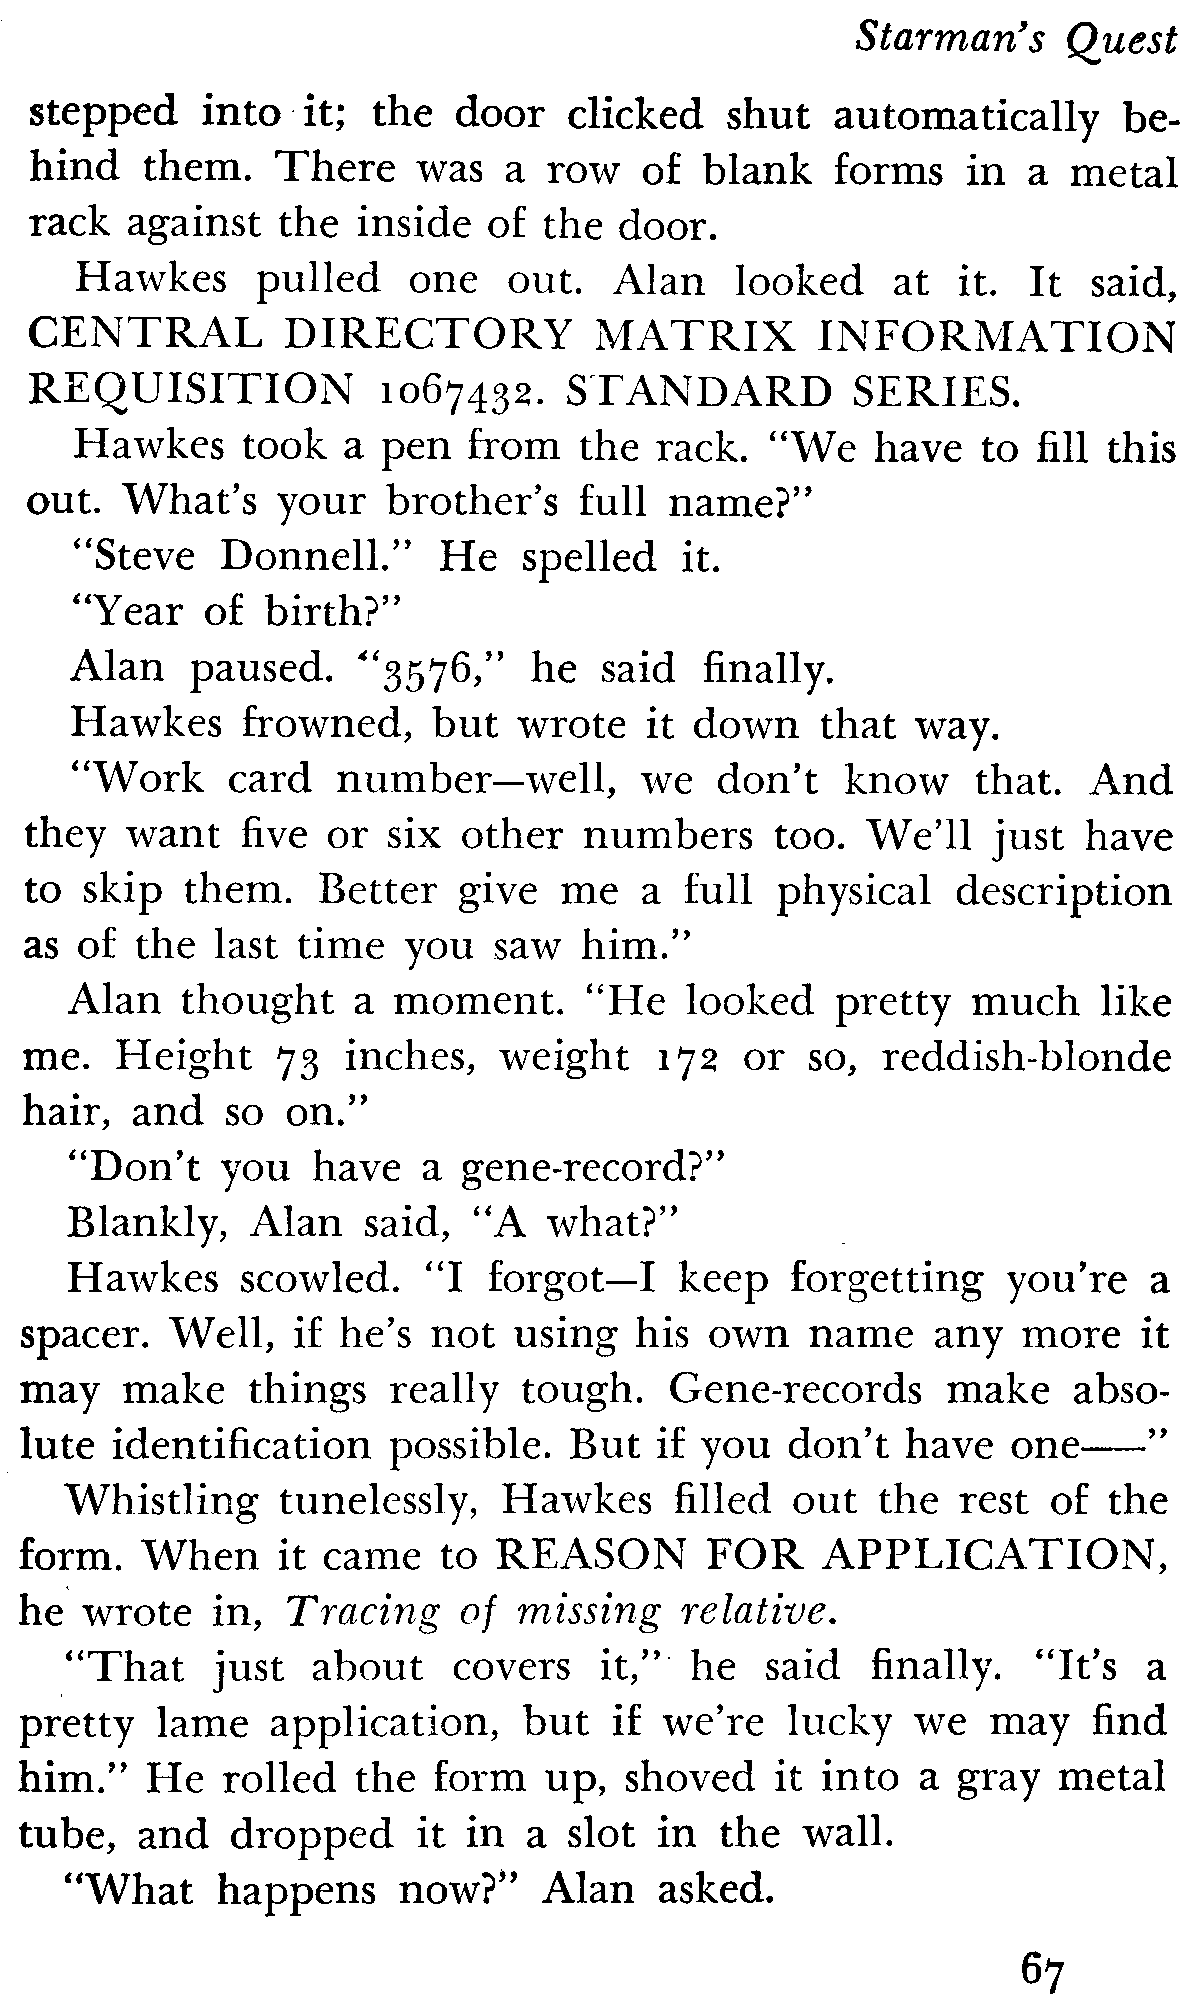 Starman's Quest
stepped into it; the door clicked shut automatically be-
hind them. There was a row of blank forms in a metal
rack against the inside of the door.
Hawkes pulled one out. Alan looked at it. It said,
CENTRAL DIRECTORY MATRIX INFORMATION
REQUISITION 1067432. STANDARD SERIES.
Hawkes took a pen from the rack. “We have to fill this
out. What's your brother's full name?”
“Steve Donnell.” He spelled it.
“Year of birth?”
Alan paused. “3576,” he said finally.
Hawkes frowned, but wrote it down that way.
“Work card number—well, we don't know that. And
they want five or six other numbers too. We'll just have
to skip them. Better give me a full physical description
as of the last time you saw him.”
Alan thought a moment. “He looked pretty much like
me. Height 73 inches, weight 172 or so, reddish-blonde
hair, and so on.”
“Don't you have a gene-record?”
Blankly, Alan said, “A what?”
Hawkes scowled. “I forgot—I keep forgetting you're a
spacer. Well, if he's not using his own name any more it
may make things really tough. Gene-records make abso-
lute identification possible. But if you don't have one——”
Whistling tunelessly, Hawkes filled out the rest of the
form. When it came to REASON FOR APPLICATION,
he wrote in, Tracing of missing relative.
“That just about covers it,” he said finally. “It's a
pretty lame application, but if we're lucky we may find
him.” He rolled the form up, shoved it into a gray metal
tube, and dropped it in a slot in the wall.
“What happens now?” Alan asked.
67